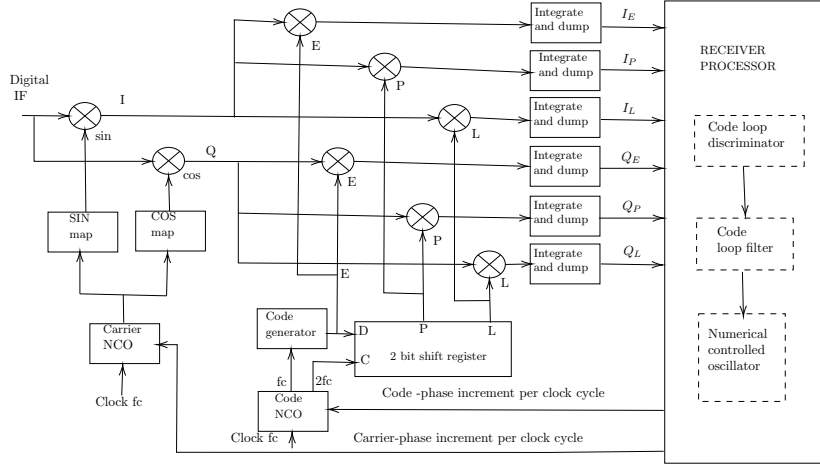 Integrate
and dump
I_E
E
Integrate
and dump
I_P
RECEIVER
PROCESSOR
P
Digital
IF
I
Integrate
and dump
I_L
sin
L
Code loop
discriminator
Q
Integrate
and dump
Q_E
cos
E
SIN
map
COS
map
Integrate
and dump
Q_P
P
Code
loop filter
Integrate
and dump
Q_L
E
L
Code
generator
D
P
L
Carrier
NCO
C
2 bit shift register
Numerical
controlled
oscillator
fc
2fc
Clock fc
Code
NCO
Code -phase increment per clock cycle
Clock fc
Carrier-phase increment per clock cycle